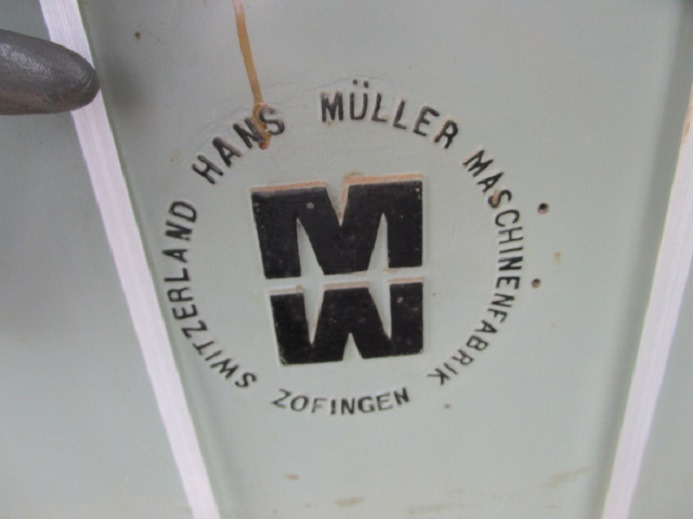 HANS MÜLLER MASCHINENFABRIK
ZOFINGEN
SWITZERLAND
M
W